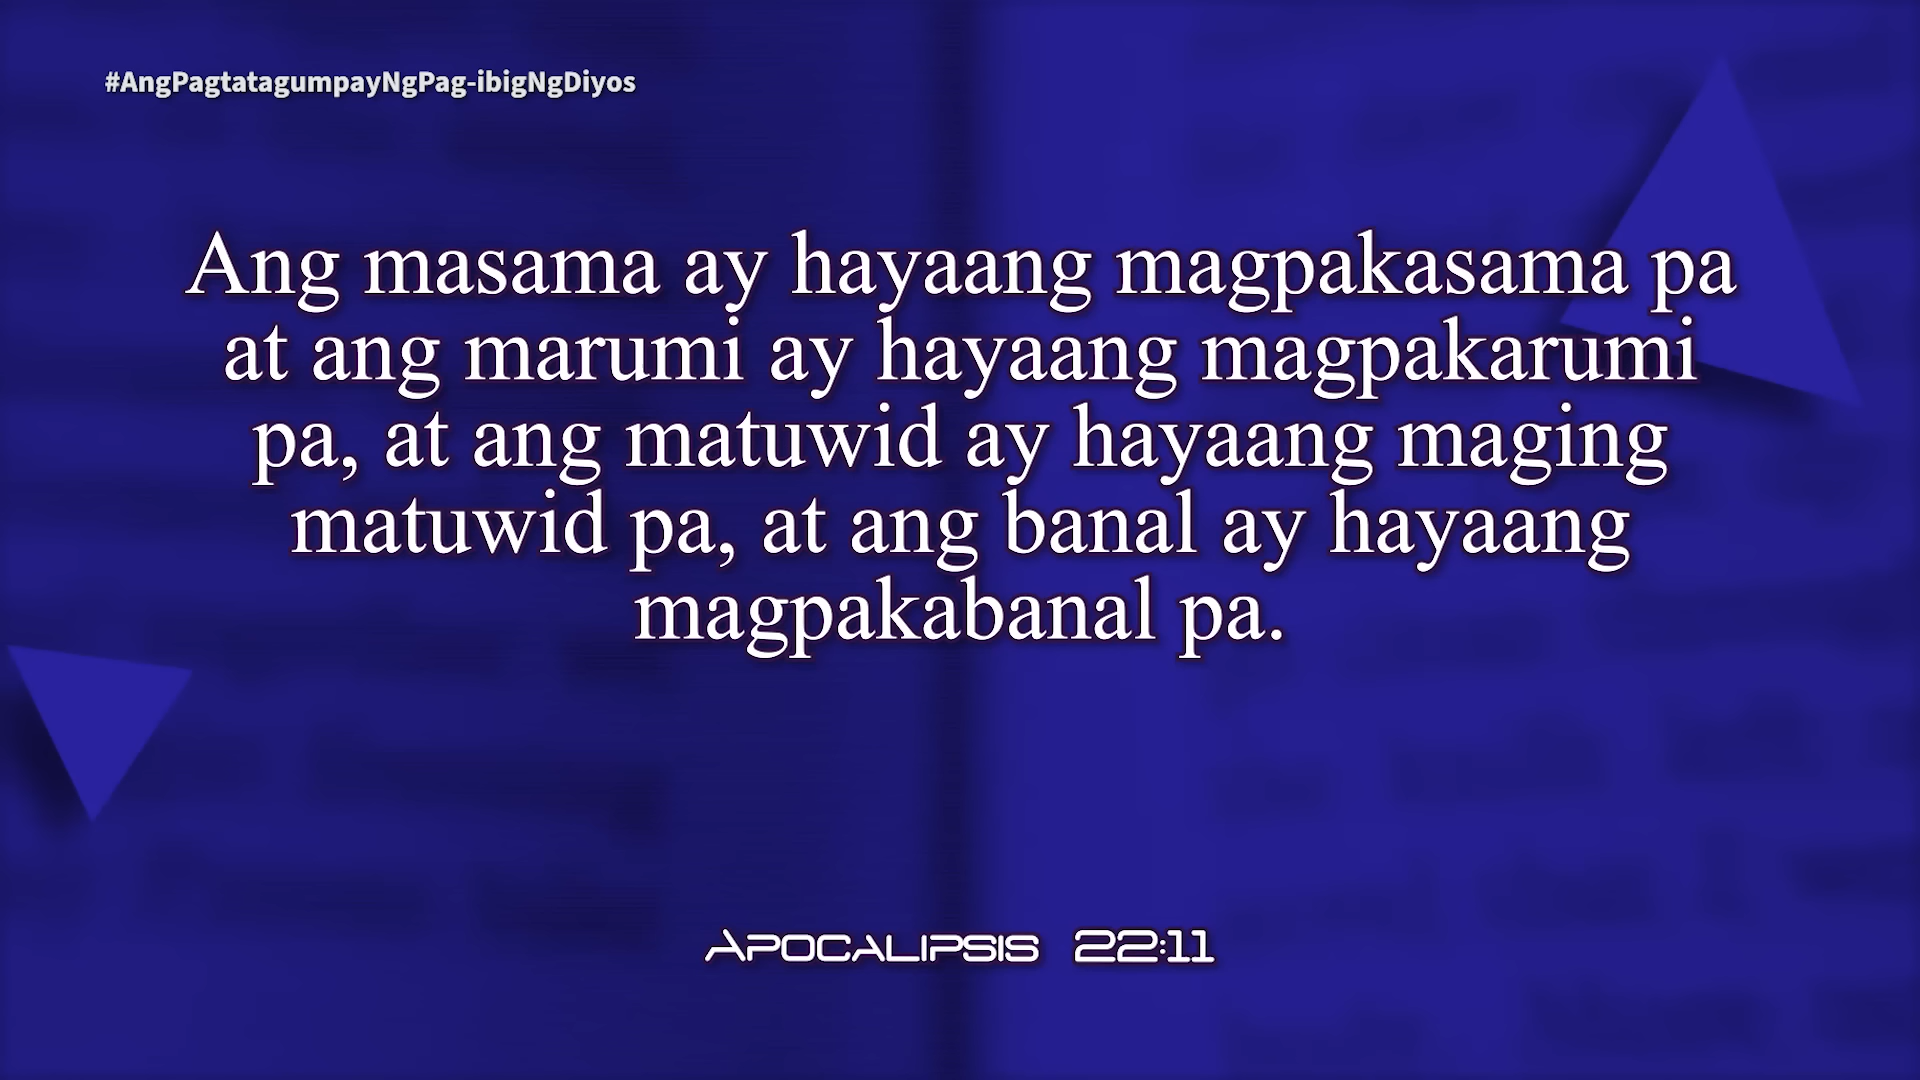 #AngPagtatagumpayNgPag-ibigNgDiyos
Ang masama ay hayaang magpakasama pa
at ang marumi ay hayaang magpakarumi
pa, at ang matuwid ay hayaang maging
matuwid pa, at ang banal ay hayaang
magpakabanal pa.
Apocalipsis 22:11